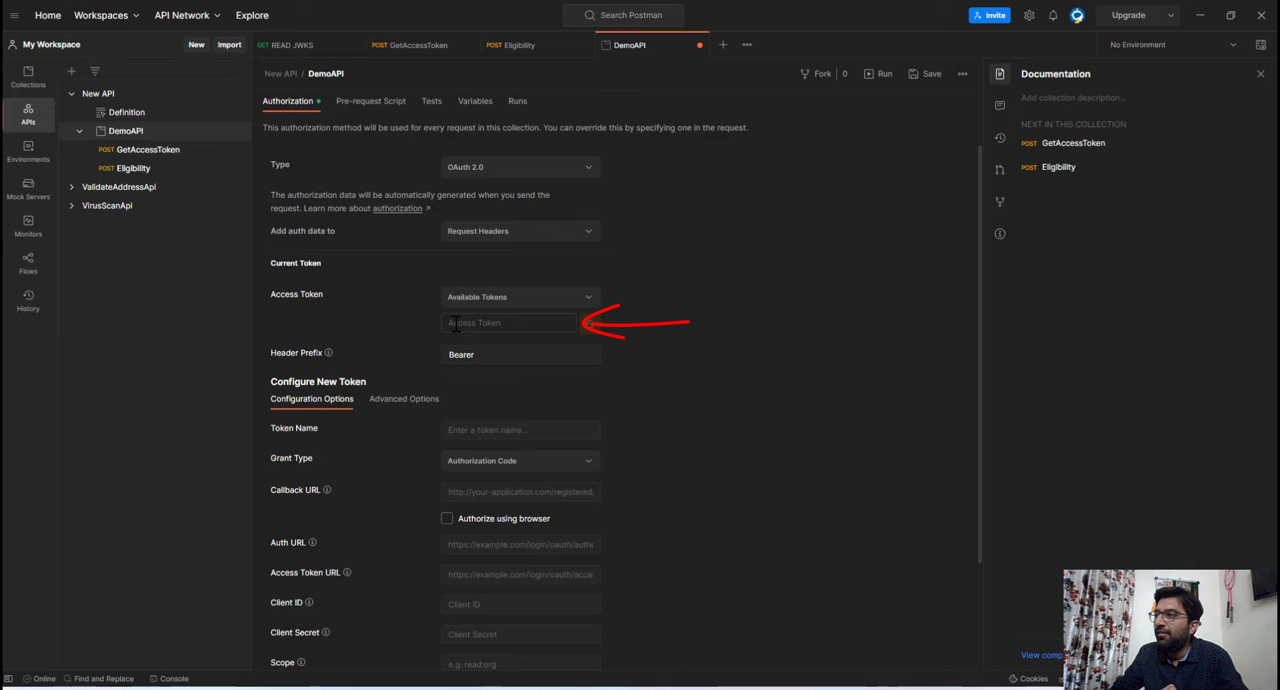 Home
Workspaces
API Network
Explore
Search Postman
Invite
Upgrade
My Workspace
New
Import
GET READ JWKS
POST GetAccessToken
POST Eligibility
DemoAPI
No Environment
Collections
APIs
Environments
Mock Servers
Monitors
Flows
History
New API
Definition
DemoAPI
POST GetAccessToken
POST Eligibility
ValidateAddressApi
VirusScanApi
New API / DemoAPI
Fork 0
Run
Save
Authorization
Pre-request Script
Tests
Variables
Runs
This authorization method will be used for every request in this collection. You can override this by specifying one in the request.
Type
OAuth 2.0
The authorization data will be automatically generated when you send the
request. Learn more about authorization ↗
Add auth data to
Request Headers
Current Token
Access Token
Available Tokens
Access Token
Header Prefix
Bearer
Configure New Token
Configuration Options
Advanced Options
Token Name
Enter a token name...
Grant Type
Authorization Code
Callback URL
http://your-application.com/registered
Authorize using browser
Auth URL
https://example.com/login/oauth/autho
Access Token URL
https://example.com/login/oauth/acce
Client ID
Client ID
Client Secret
Client Secret
Scope
e.g. read:org
Documentation
Add collection description...
NEXT IN THIS COLLECTION
POST GetAccessToken
POST Eligibility
View comp
Online
Find and Replace
Console
Cookies